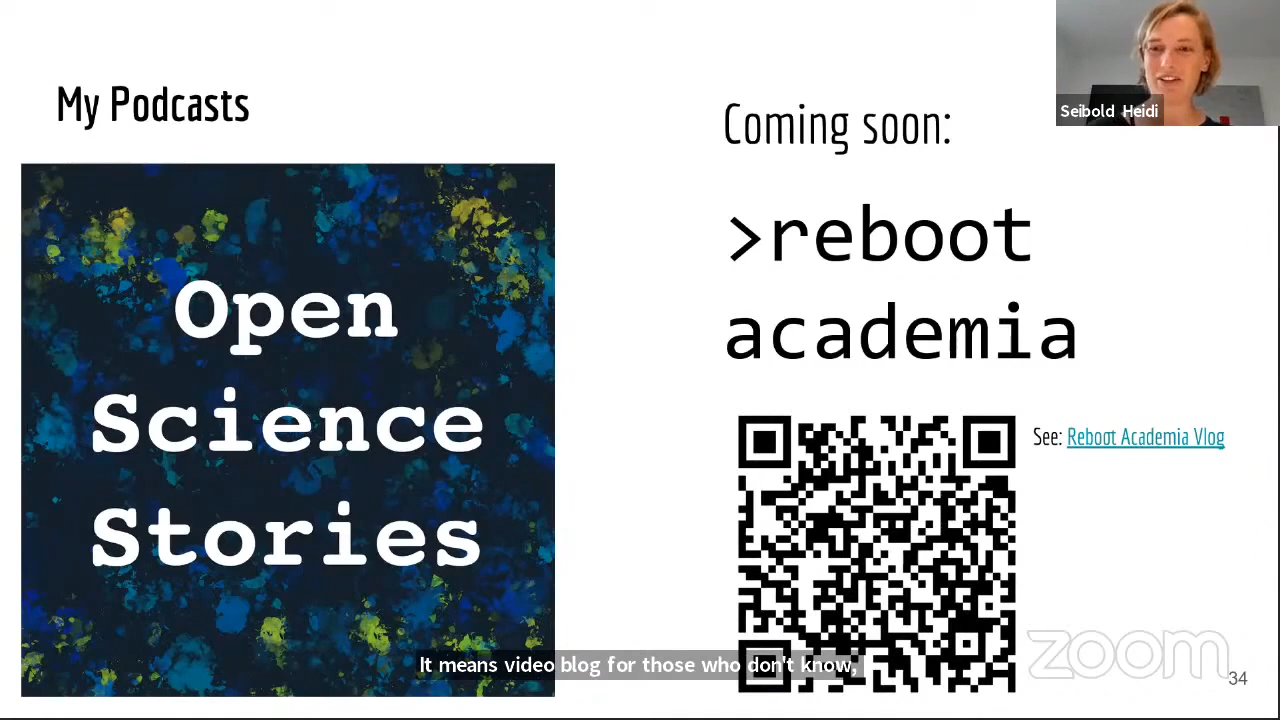 My Podcasts
Open
Science
Stories
Coming soon:
>reboot
academia
See: Reboot Academia Vlog
Seibold Heidi
It means video blog for those who don't know,
zoom
34